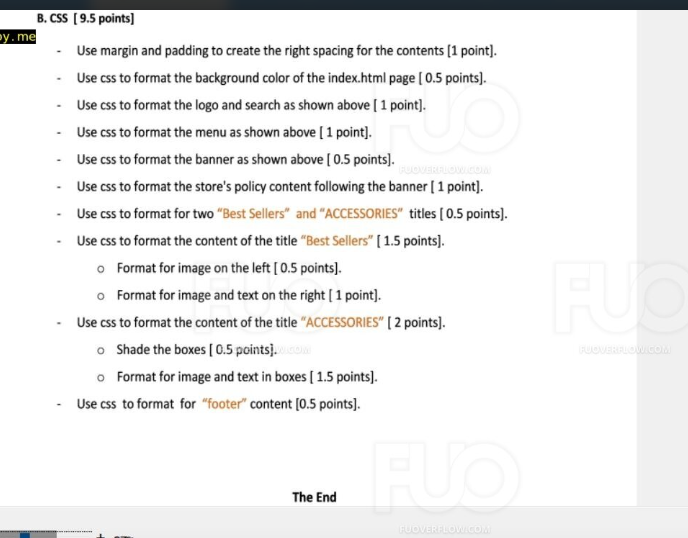 B. CSS [ 9.5 points]
oy.me
- Use margin and padding to create the right spacing for the contents [1 point].
- Use css to format the background color of the index.html page [ 0.5 points].
- Use css to format the logo and search as shown above [ 1 point].
- Use css to format the menu as shown above [ 1 point].
- Use css to format the banner as shown above [ 0.5 points].
- Use css to format the store's policy content following the banner [ 1 point].
- Use css to format for two “Best Sellers” and “ACCESSORIES” titles [ 0.5 points].
- Use css to format the content of the title “Best Sellers” [ 1.5 points].
o Format for image on the left [ 0.5 points].
o Format for image and text on the right [ 1 point].
- Use css to format the content of the title “ACCESSORIES” [ 2 points].
o Shade the boxes [ 0.5 points].
o Format for image and text in boxes [ 1.5 points].
- Use css to format for “footer” content [0.5 points].
The End
FUO
FUOVERFLOW.COM
FUO
FUO
FUOVERFLOW.COM
FUO
FUOVERFLOW.COM